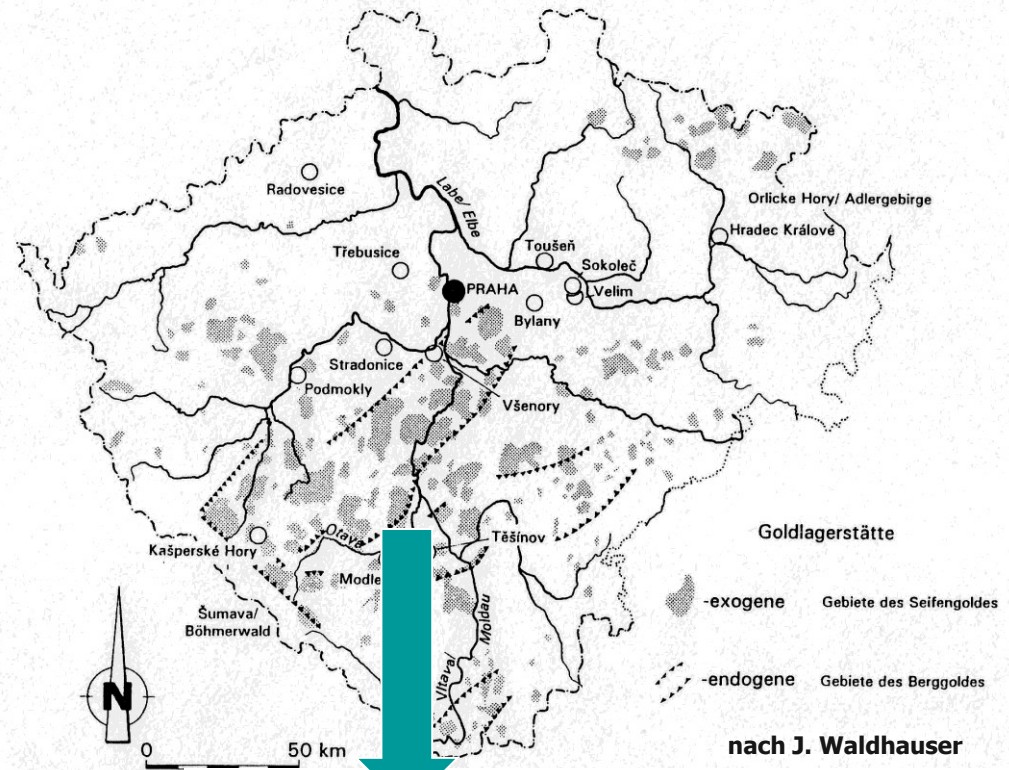 Radovesice
Labe/ Elbe
Orlicke Hory/ Adlergebirge
Hradec Králové
Toušeň
Třebusice
Sokoleč
PRAHA
Velim
Bylany
Stradonice
Podmokly
Všenory
Goldlagerstätte
Otava
Těšínov
Kašperské Hory
-exogene Gebiete des Seifengoldes
Šumava/
Böhmerwald
Vltava/
Moldau
-endogene Gebiete des Berggoldes
N
0 50 km
nach J. Waldhauser